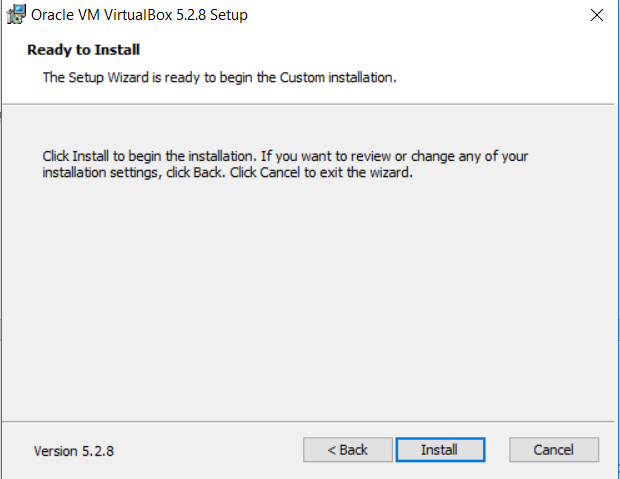 Oracle VM VirtualBox 5.2.8 Setup
Ready to Install
The Setup Wizard is ready to begin the Custom installation.
Click Install to begin the installation. If you want to review or change any of your
installation settings, click Back. Click Cancel to exit the wizard.
Version 5.2.8
< Back
Install
Cancel